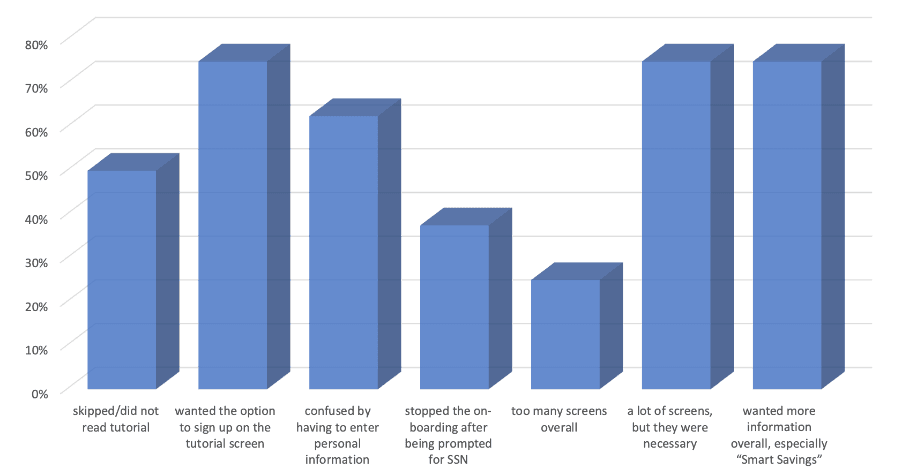 80%
70%
60%
50%
40%
30%
20%
10%
0%
skipped/did not
read tutorial
wanted the option
to sign up on the
tutorial screen
confused by
having to enter
personal
information
stopped the on-
boarding after
being prompted
for SSN
too many screens
overall
a lot of screens,
but they were
necessary
wanted more
information
overall, especially
“Smart Savings”